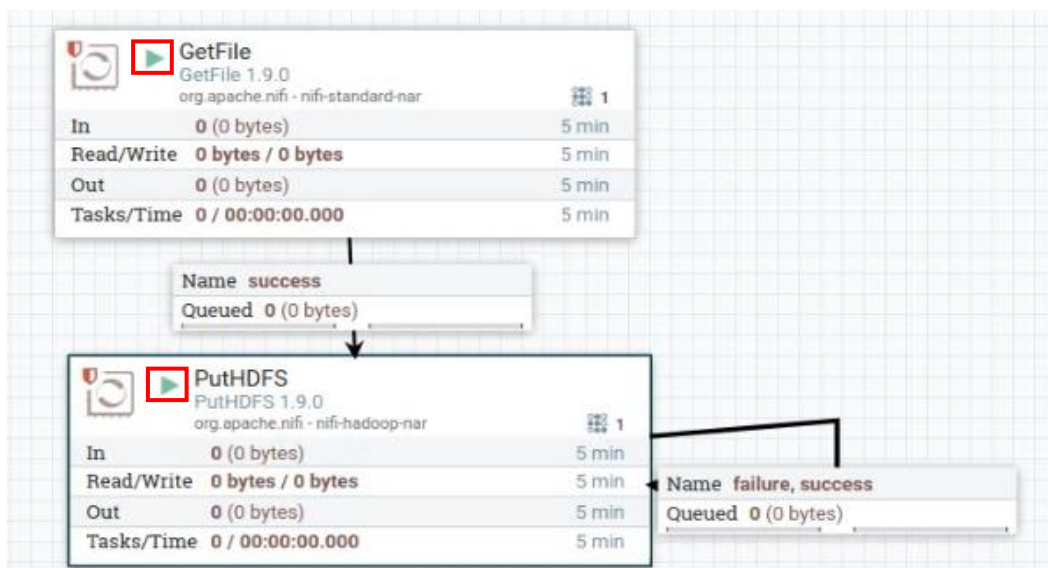 GetFile
GetFile 1.9.0
org.apache.nifi - nifi-standard-nar
1
In 0 (0 bytes) 5 min
Read/Write 0 bytes / 0 bytes 5 min
Out 0 (0 bytes) 5 min
Tasks/Time 0 / 00:00:00.000 5 min
Name success
Queued 0 (0 bytes)
PutHDFS
PutHDFS 1.9.0
org.apache.nifi - nifi-hadoop-nar
1
In 0 (0 bytes) 5 min
Read/Write 0 bytes / 0 bytes 5 min
Out 0 (0 bytes) 5 min
Tasks/Time 0 / 00:00:00.000 5 min
Name failure, success
Queued 0 (0 bytes)